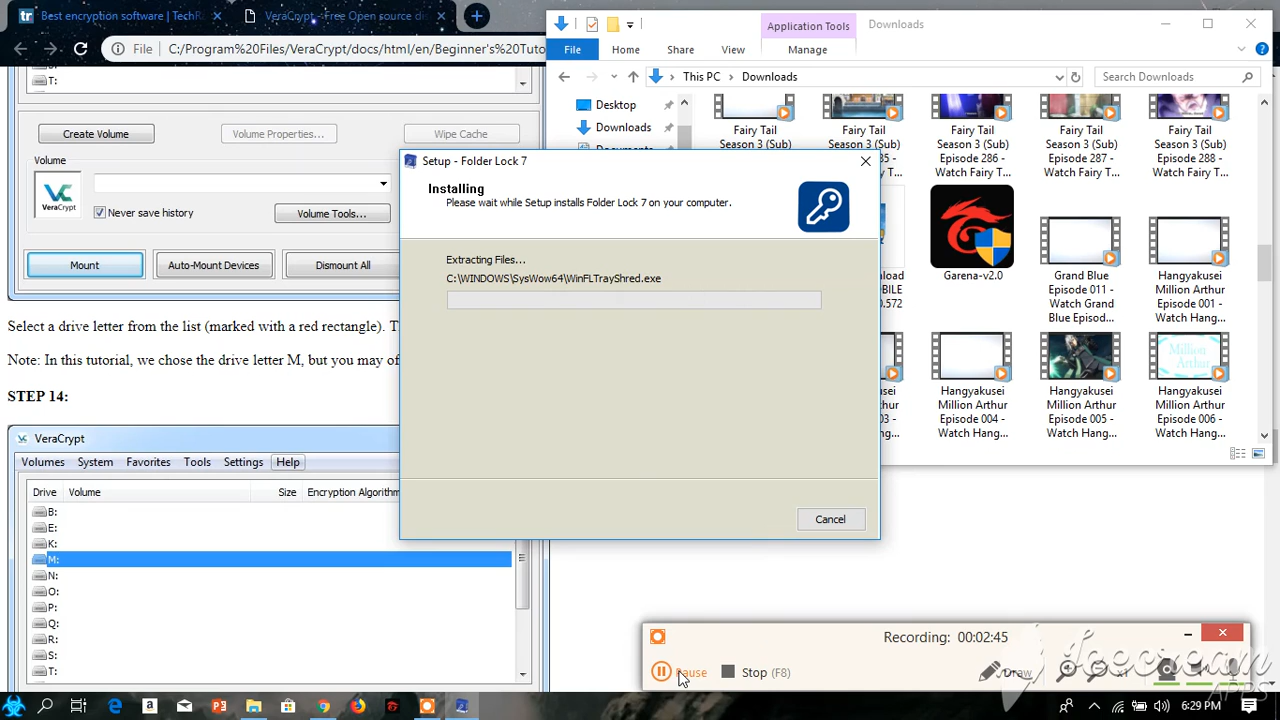 Best encryption software | TechR
VeraCrypt - Free Open source di
File
C:/Program%20Files/VeraCrypt/docs/html/en/Beginner's%20Tuto
T:
Create Volume
Volume Properties...
Wipe Cache
Volume
VeraCrypt
Never save history
Volume Tools...
Mount
Auto-Mount Devices
Dismount All
Select a drive letter from the list (marked with a red rectangle). T
Note: In this tutorial, we chose the drive letter M, but you may of
STEP 14:
VeraCrypt
Volumes System Favorites Tools Settings Help
Drive Volume Size Encryption Algorithm
B:
E:
K:
M:
N:
O:
P:
Q:
R:
S:
T:
Application Tools
Downloads
File Home Share View Manage
This PC Downloads
Search Downloads
Desktop
Downloads
Fairy Tail
Season 3 (Sub)
Fairy Tail
Season 3 (Sub)
Fairy Tail
Season 3 (Sub)
Episode 286 -
Watch Fairy T...
Fairy Tail
Season 3 (Sub)
Episode 287 -
Watch Fairy T...
Fairy Tail
Season 3 (Sub)
Episode 288 -
Watch Fairy T...
Garena-v2.0
Grand Blue
Episode 011 -
Watch Grand
Blue Episod...
Hangyakusei
Million Arthur
Episode 001 -
Watch Hang...
Hangyakusei
Million Arthur
Episode 004 -
Watch Hang...
Hangyakusei
Million Arthur
Episode 005 -
Watch Hang...
Hangyakusei
Million Arthur
Episode 006 -
Watch Hang...
Setup - Folder Lock 7
Installing
Please wait while Setup installs Folder Lock 7 on your computer.
Extracting Files...
C:\WINDOWS\SysWow64\WinFLTrayShred.exe
Cancel
Recording: 00:02:45
Pause
Stop (F8)
Draw
Icecream
APPS
6:29 PM